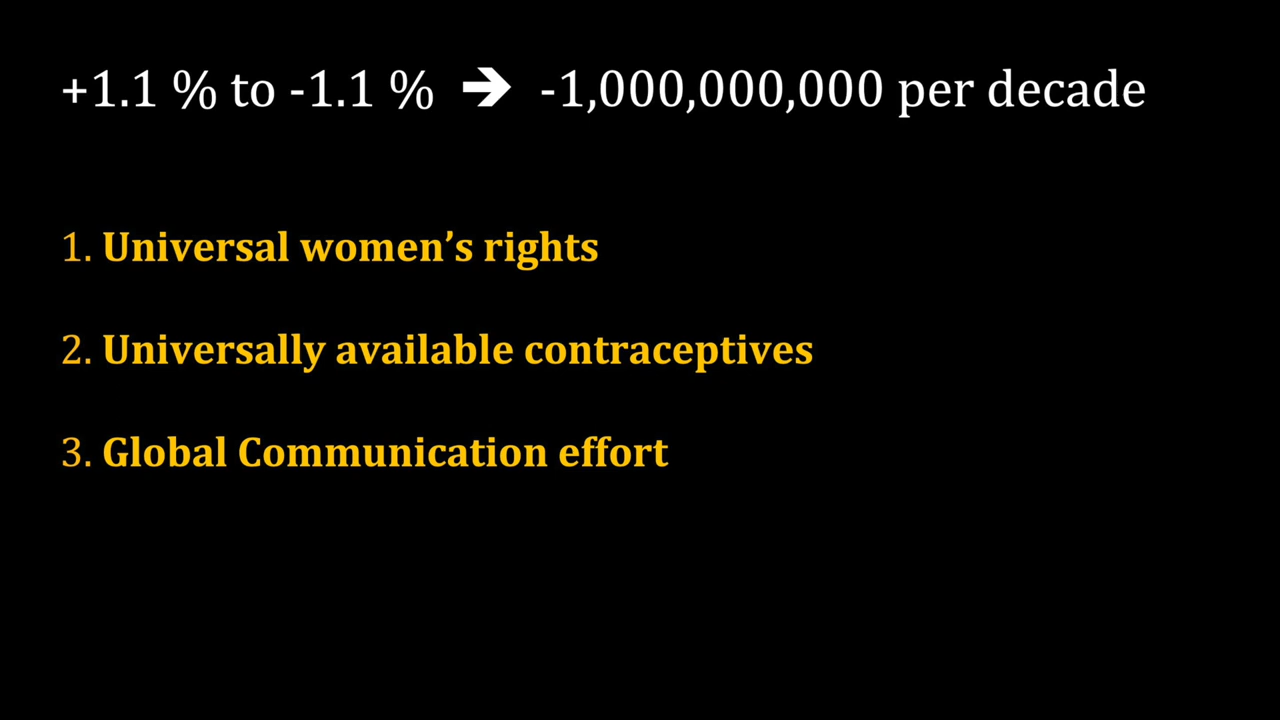 +1.1 % to -1.1 % 🡲 -1,000,000,000 per decade
1. Universal women’s rights
2. Universally available contraceptives
3. Global Communication effort